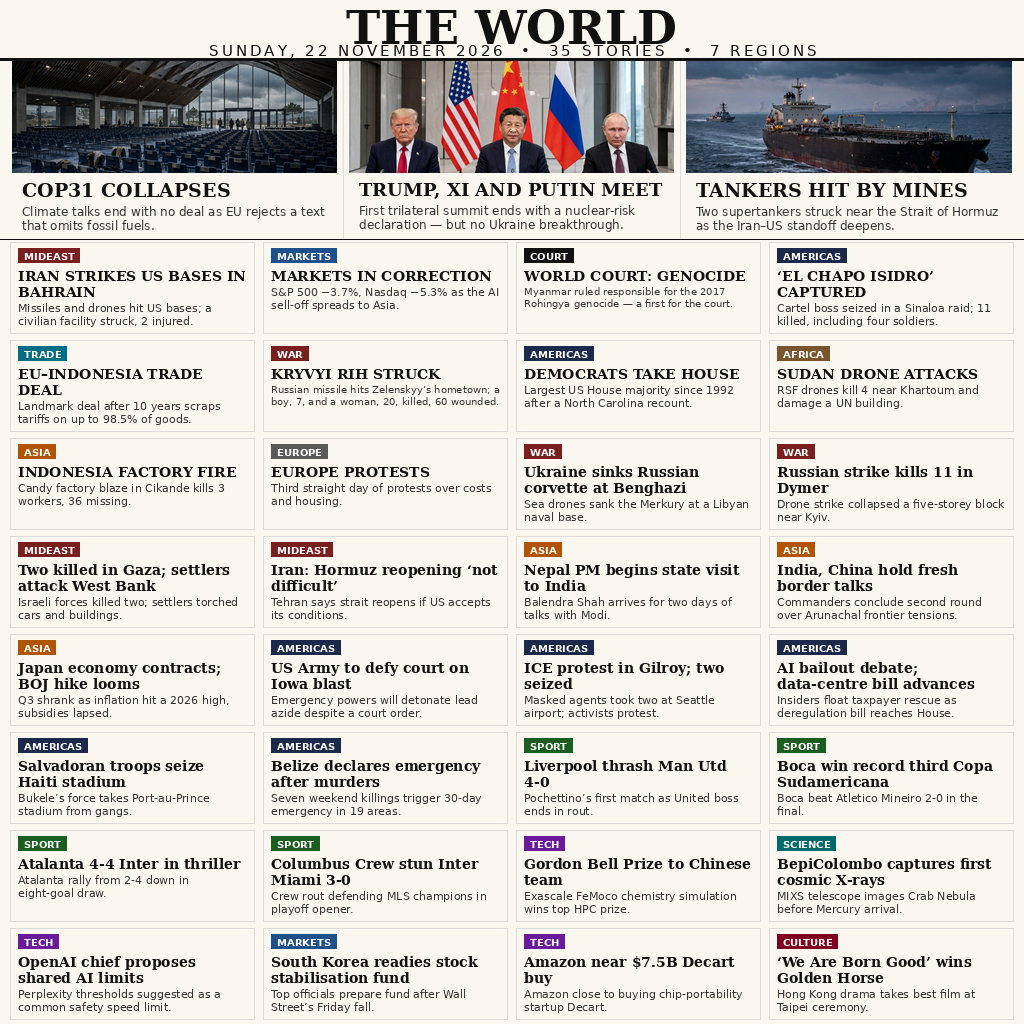 THE WORLD
SUNDAY, 22 NOVEMBER 2026 • 35 STORIES • 7 REGIONS
COP31 COLLAPSES
Climate talks end with no deal as EU rejects a text
that omits fossil fuels.
TRUMP, XI AND PUTIN MEET
First trilateral summit ends with a nuclear-risk
declaration — but no Ukraine breakthrough.
TANKERS HIT BY MINES
Two supertankers struck near the Strait of Hormuz
as the Iran–US standoff deepens.
MIDEAST
IRAN STRIKES US BASES IN
BAHRAIN
Missiles and drones hit US bases; a
civilian facility struck, 2 injured.
MARKETS
MARKETS IN CORRECTION
S&P 500 −3.7%, Nasdaq −5.3% as the AI
sell-off spreads to Asia.
COURT
WORLD COURT: GENOCIDE
Myanmar ruled responsible for the 2017
Rohingya genocide — a first for the court.
AMERICAS
‘EL CHAPO ISIDRO’
CAPTURED
Cartel boss seized in a Sinaloa raid; 11
killed, including four soldiers.
TRADE
EU–INDONESIA TRADE
DEAL
Landmark deal after 10 years scraps
tariffs on up to 98.5% of goods.
WAR
KRYVYI RIH STRUCK
Russian missile hits Zelenskyy’s hometown; a
boy, 7, and a woman, 20, killed, 60 wounded.
AMERICAS
DEMOCRATS TAKE HOUSE
Largest US House majority since 1992
after a North Carolina recount.
AFRICA
SUDAN DRONE ATTACKS
RSF drones kill 4 near Khartoum and
damage a UN building.
ASIA
INDONESIA FACTORY FIRE
Candy factory blaze in Cikande kills 3
workers, 36 missing.
EUROPE
EUROPE PROTESTS
Third straight day of protests over costs
and housing.
WAR
Ukraine sinks Russian
corvette at Benghazi
Sea drones sank the Merkury at a Libyan
naval base.
WAR
Russian strike kills 11 in
Dymer
Drone strike collapsed a five-storey block
near Kyiv.
MIDEAST
Two killed in Gaza; settlers
attack West Bank
Israeli forces killed two; settlers torched
cars and buildings.
MIDEAST
Iran: Hormuz reopening ‘not
difficult’
Tehran says strait reopens if US accepts
its conditions.
ASIA
Nepal PM begins state visit
to India
Balendra Shah arrives for two days of
talks with Modi.
ASIA
India, China hold fresh
border talks
Commanders conclude second round
over Arunachal frontier tensions.
ASIA
Japan economy contracts;
BOJ hike looms
Q3 shrank as inflation hit a 2026 high,
subsidies lapsed.
AMERICAS
US Army to defy court on
Iowa blast
Emergency powers will detonate lead
azide despite a court order.
AMERICAS
ICE protest in Gilroy; two
seized
Masked agents took two at Seattle
airport; activists protest.
AMERICAS
AI bailout debate;
data-centre bill advances
Insiders float taxpayer rescue as
deregulation bill reaches House.
AMERICAS
Salvadoran troops seize
Haiti stadium
Bukele’s force takes Port-au-Prince
stadium from gangs.
AMERICAS
Belize declares emergency
after murders
Seven weekend killings trigger 30-day
emergency in 19 areas.
SPORT
Liverpool thrash Man Utd
4-0
Pochettino’s first match as United boss
ends in rout.
SPORT
Boca win record third Copa
Sudamericana
Boca beat Atletico Mineiro 2-0 in the
final.
SPORT
Atalanta 4-4 Inter in thriller
Atalanta rally from 2-4 down in
eight-goal draw.
SPORT
Columbus Crew stun Inter
Miami 3-0
Crew rout defending MLS champions in
playoff opener.
TECH
Gordon Bell Prize to Chinese
team
Exascale FeMoco chemistry simulation
wins top HPC prize.
SCIENCE
BepiColombo captures first
cosmic X-rays
MIXS telescope images Crab Nebula
before Mercury arrival.
TECH
OpenAI chief proposes
shared AI limits
Perplexity thresholds suggested as a
common safety speed limit.
MARKETS
South Korea readies stock
stabilisation fund
Top officials prepare fund after Wall
Street’s Friday fall.
TECH
Amazon near $7.5B Decart
buy
Amazon close to buying chip-portability
startup Decart.
CULTURE
‘We Are Born Good’ wins
Golden Horse
Hong Kong drama takes best film at
Taipei ceremony.